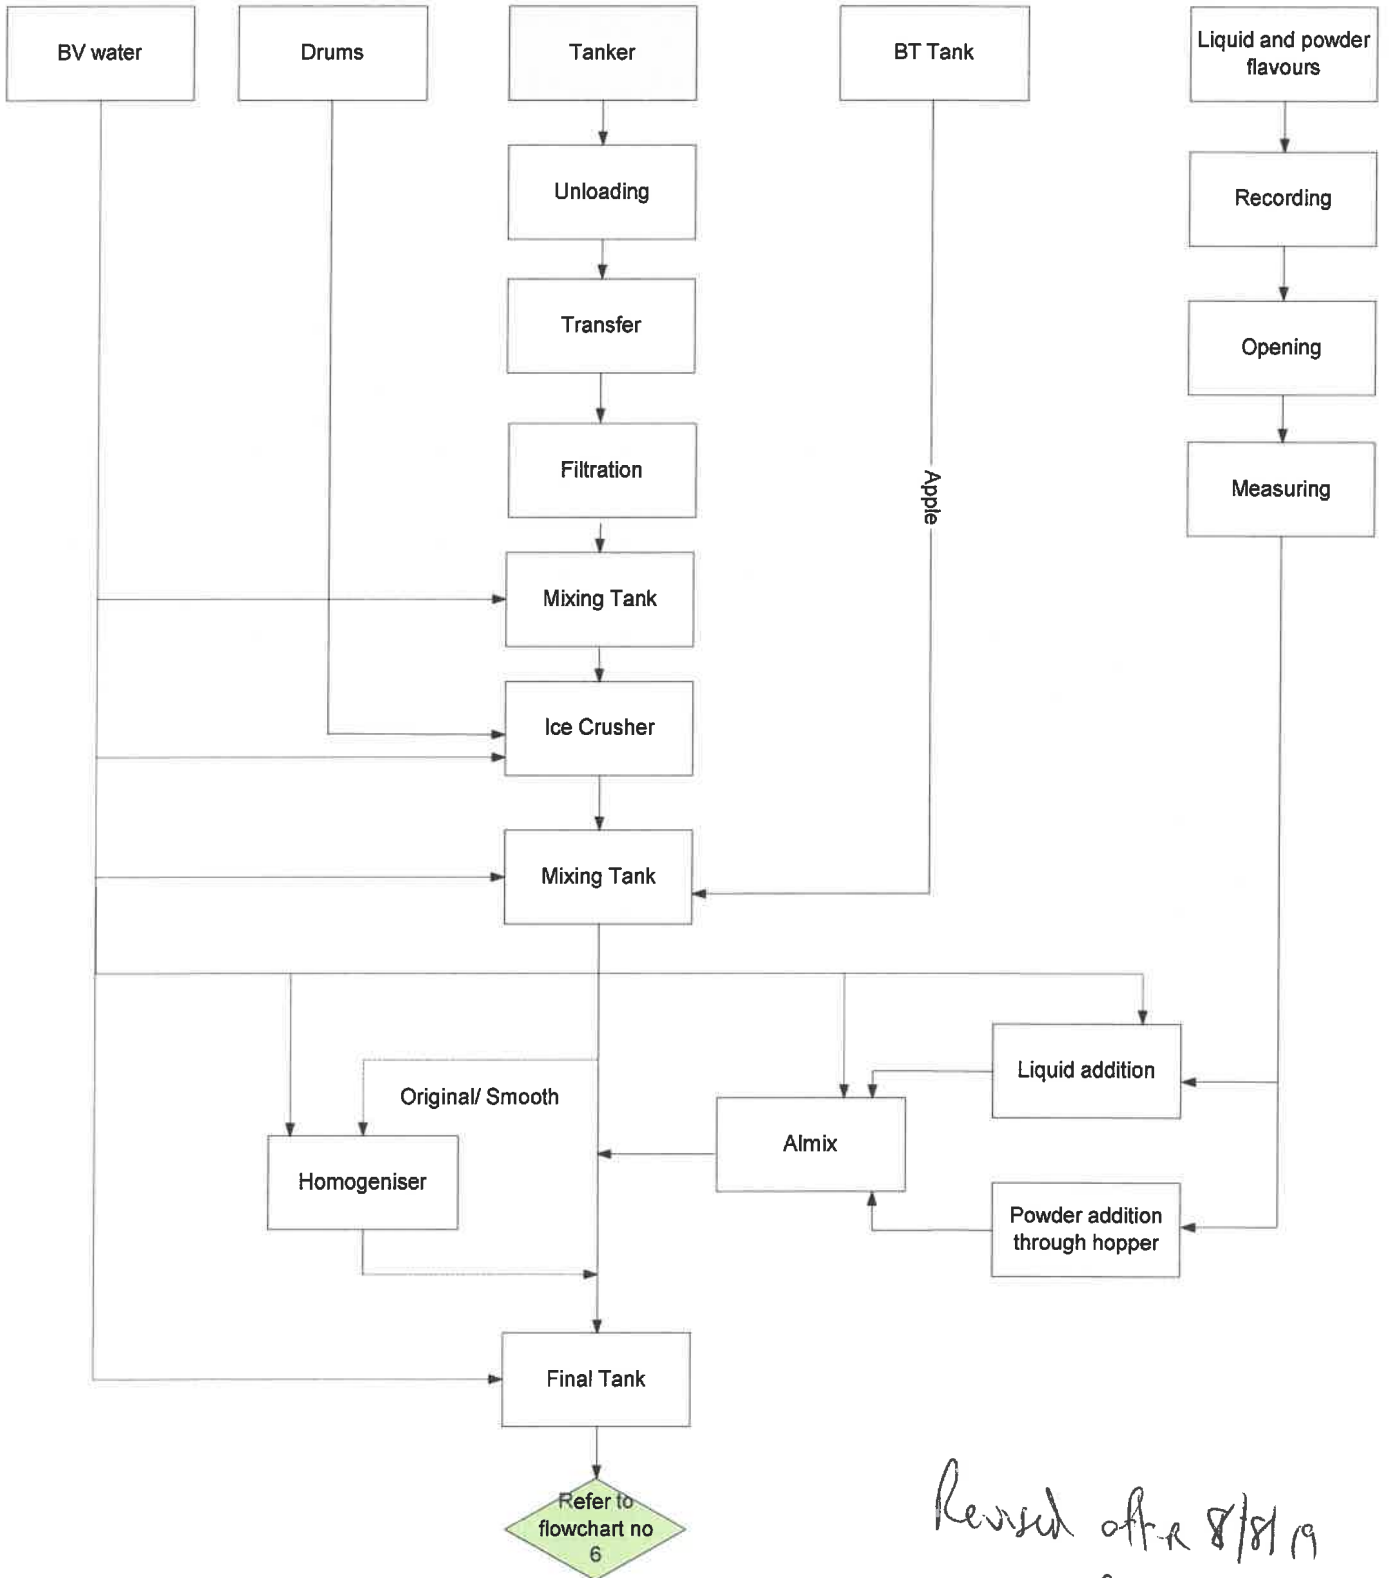 BV water
Drums
Tanker
BT Tank
Liquid and powder
flavours
Unloading
Recording
Transfer
Opening
Filtration
Apple
Measuring
Mixing Tank
Ice Crusher
Mixing Tank
Original/ Smooth
Liquid addition
Almix
Homogeniser
Powder addition
through hopper
Final Tank
Refer to
flowchart no
6
Revised after 8/8/19